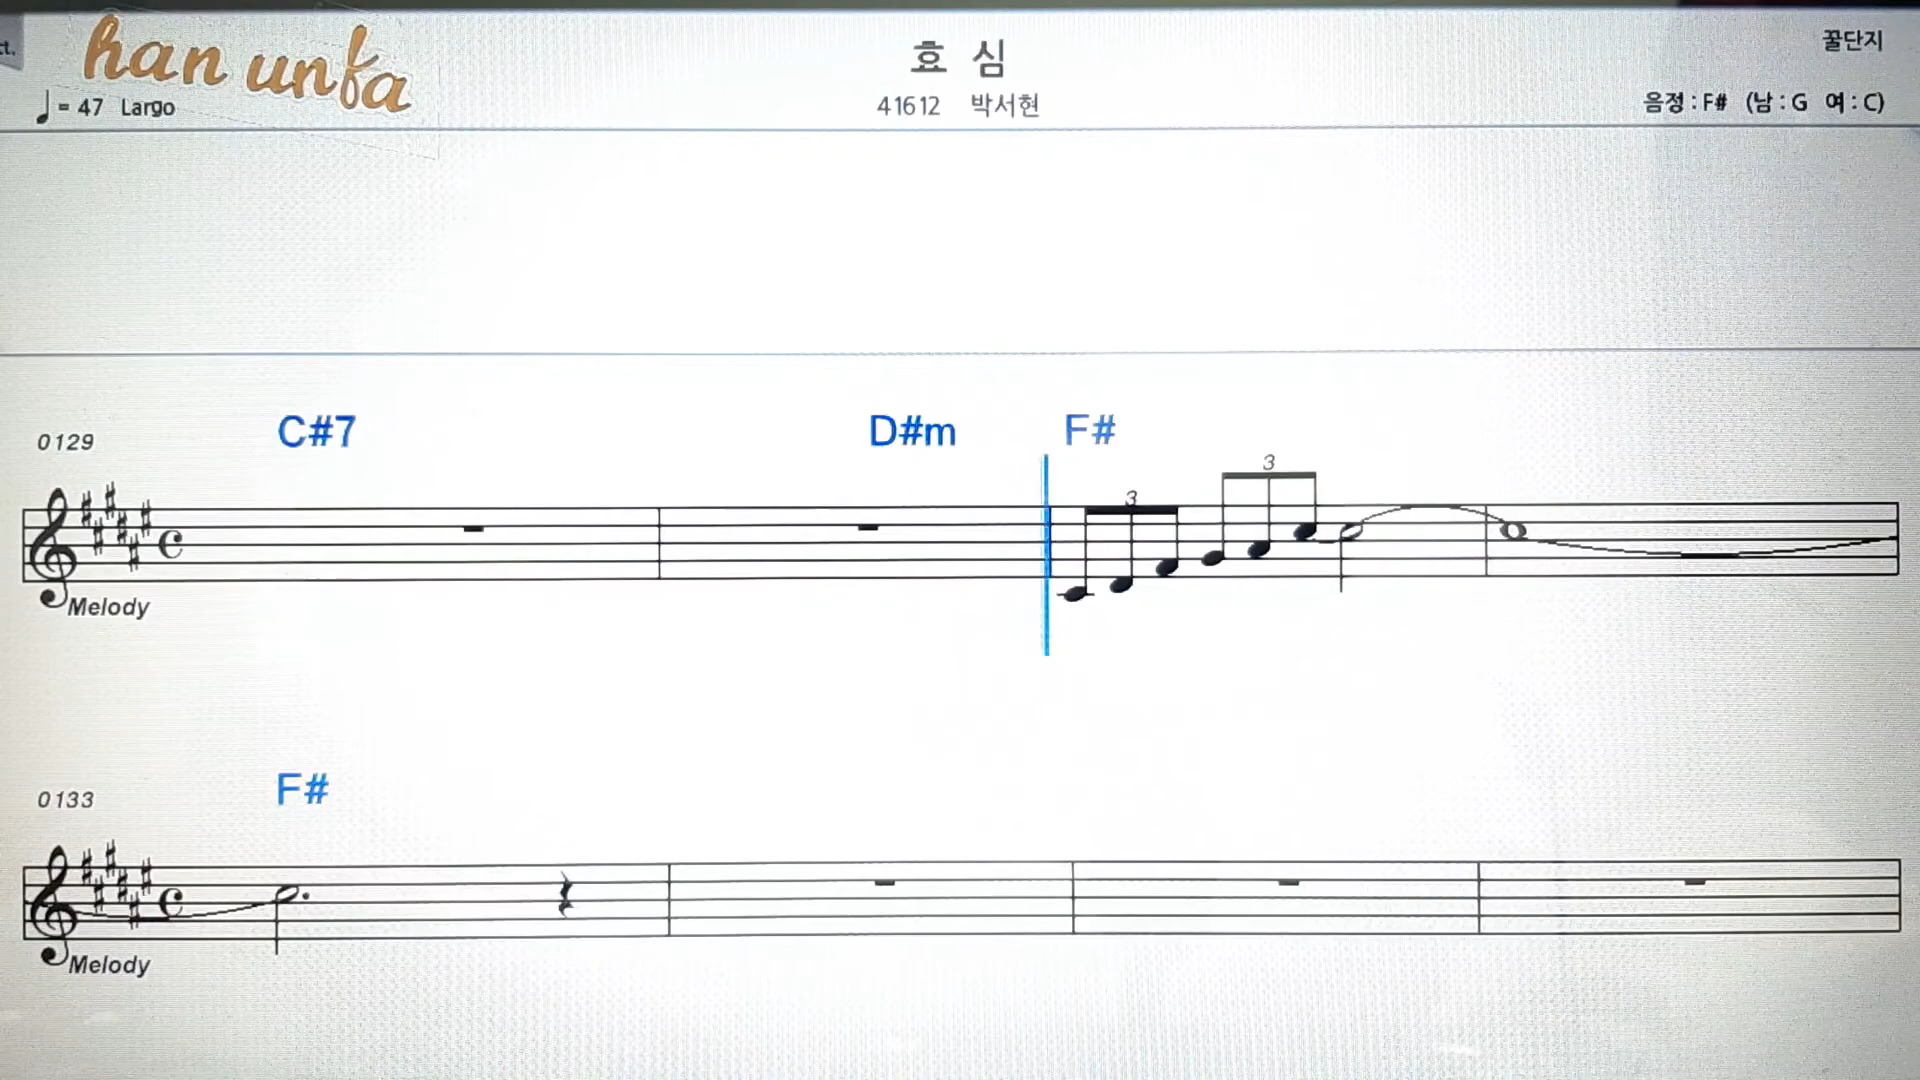 ct.
han unfa
♩ = 47 Largo
효 심
41612 박서현
꿀단지
음정 : F# (남 : G 여 : C)
0129
C#7 D#m F#
3 3
Melody
0133
F#
Melody